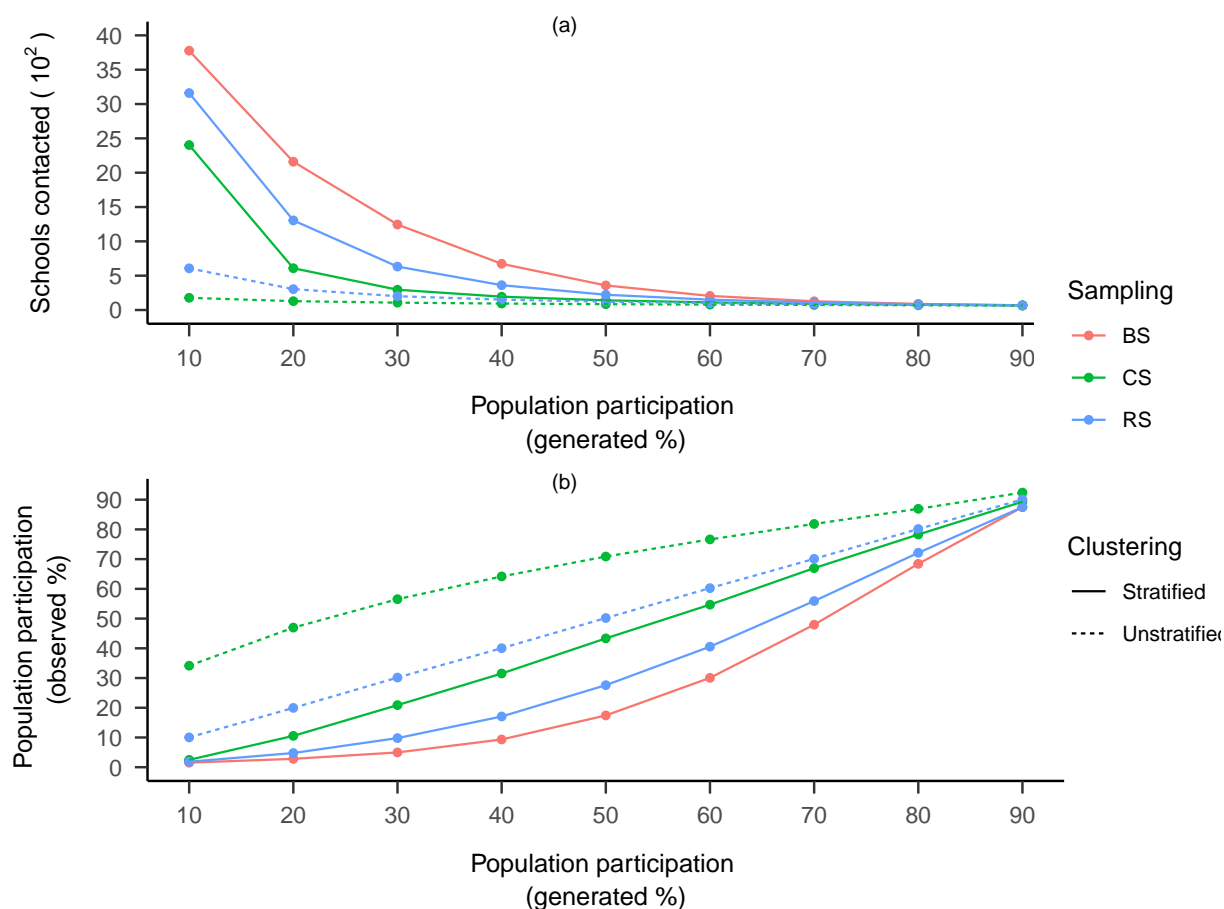 (a)
Schools contacted ( 10²)
40
35
30
25
20
15
10
5
0
10 20 30 40 50 60 70 80 90
Population participation
(generated %)
Sampling
BS
CS
RS
(b)
Population participation
(observed %)
90
80
70
60
50
40
30
20
10
0
10 20 30 40 50 60 70 80 90
Population participation
(generated %)
Clustering
Stratified
Unstratified